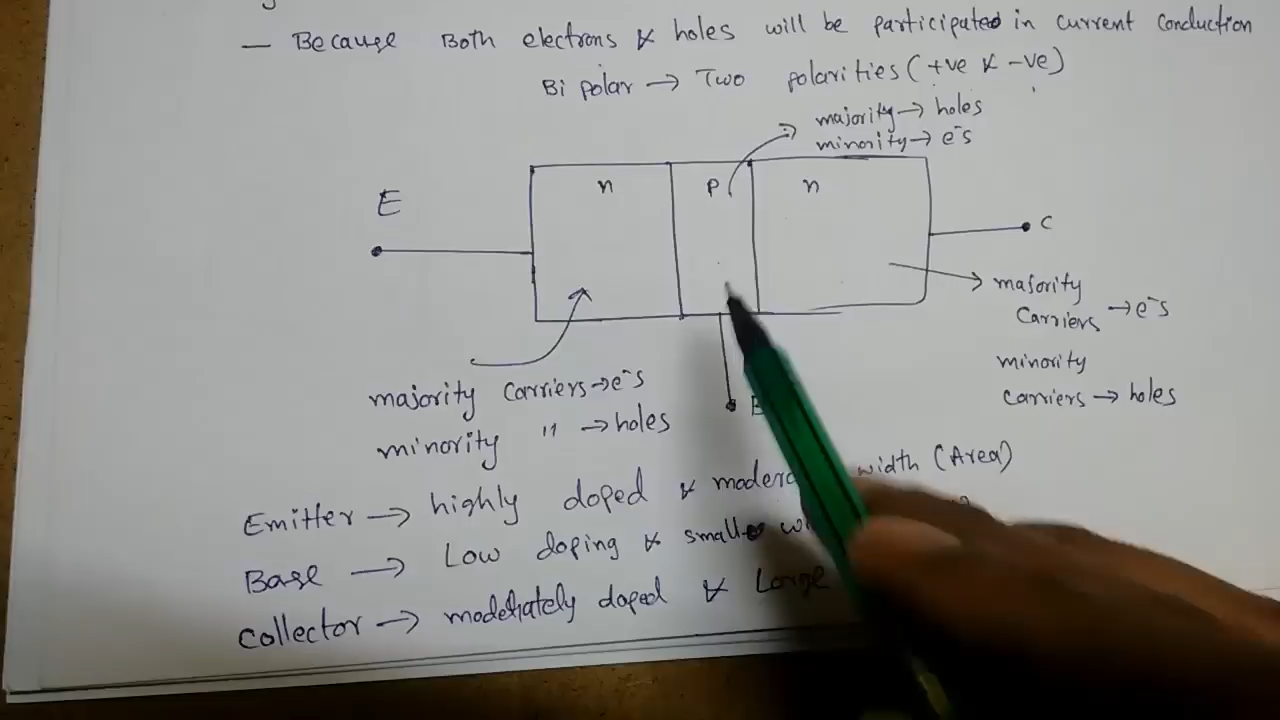 — Because Both electrons & holes will be participated in current conduction
Bi polar → Two polarities (+ve & -ve)
majority → holes
minority → e⁻s
n P n
E
C
majority
Carriers → e⁻s
minority
carriers → holes
B
majority Carriers → e⁻s
minority " → holes
Emitter → highly doped & width (Area)
Base → Low doping & smaller
Collector → moderately doped & Large